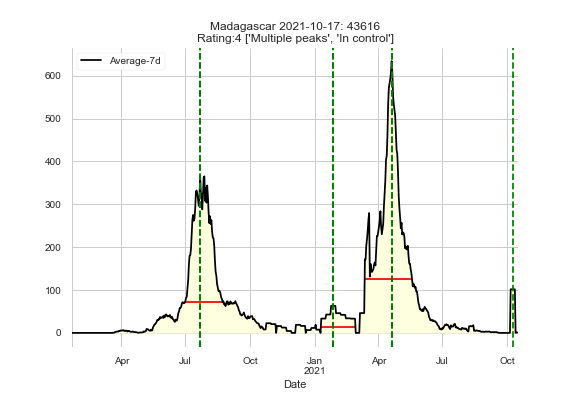 Madagascar 2021-10-17: 43616
Rating:4 ['Multiple peaks', 'In control']
Average-7d
600
500
400
300
200
100
0
Apr
Jul
Oct
Jan
2021
Apr
Jul
Oct
Date